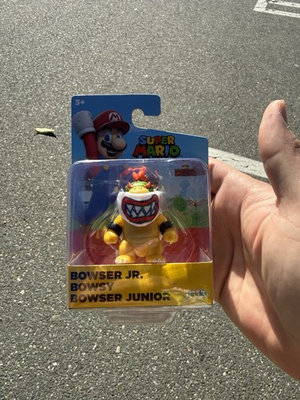 3+
SUPER
MARIO
BOWSER JR.
BOWSY
BOWSER JUNIOR